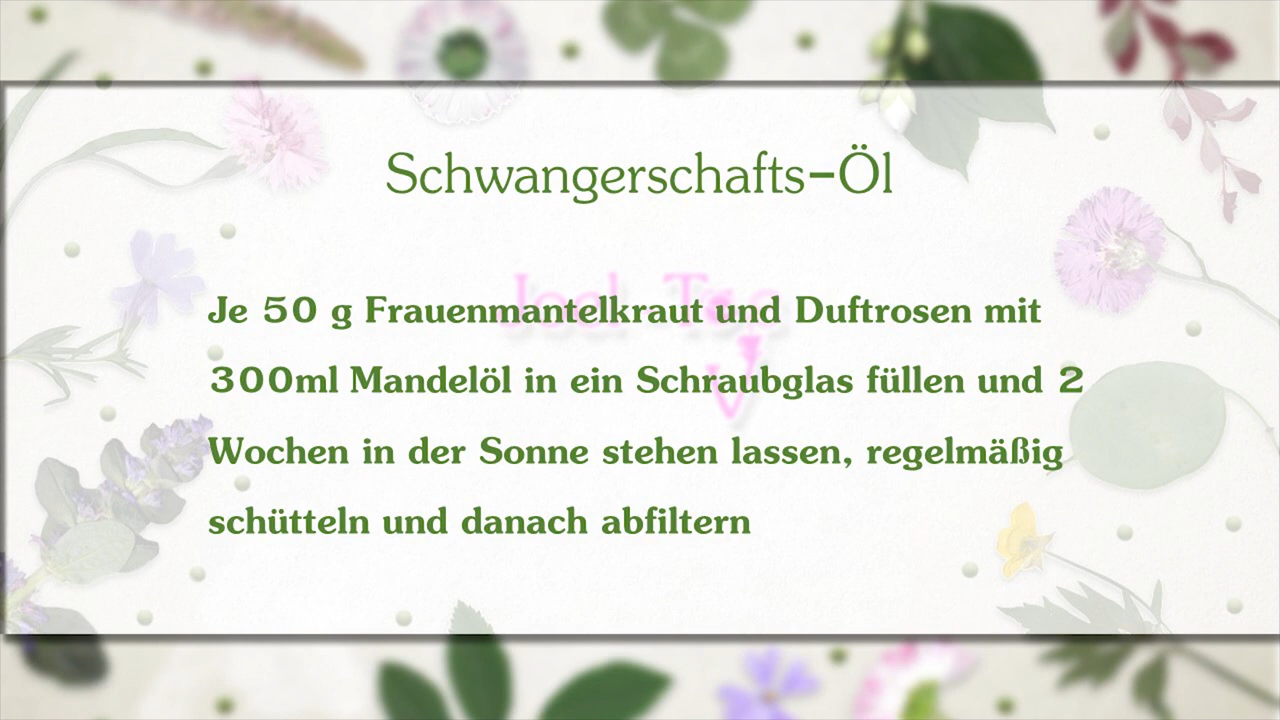 Schwangerschafts-Öl
Je 50 g Frauenmantelkraut und Duftrosen mit
300ml Mandelöl in ein Schraubglas füllen und 2
Wochen in der Sonne stehen lassen, regelmäßig
schütteln und danach abfiltern